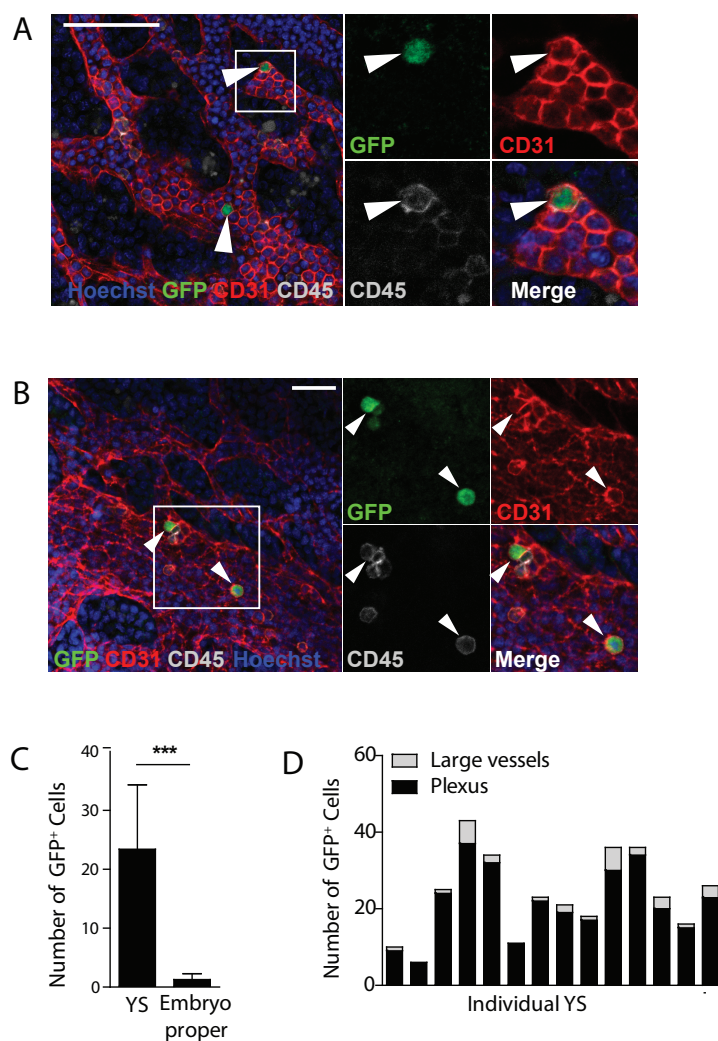 A
GFP
CD31
Hoechst GFP CD31 CD45
CD45
Merge
B
GFP
CD31
GFP CD31 CD45 Hoechst
CD45
Merge
C
Number of GFP⁺ Cells
40
30
20
10
0
***
YS
Embryo
proper
D
Number of GFP⁺ Cells
60
40
20
0
Large vessels
Plexus
Individual YS